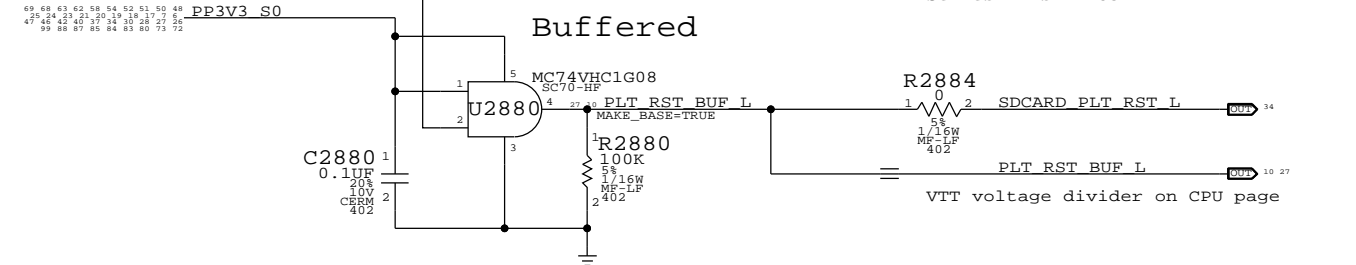 69 68 63 62 58 54 52 51 50 48
25 24 23 21 20 19 18 17 7 6
47 46 42 40 37 34 30 28 27 26
99 88 87 85 84 83 80 73 72
PP3V3_S0
Buffered
5
MC74VHC1G08
SC70-HF
1
U2880
4
2
3
27 10 PLT_RST_BUF_L
MAKE_BASE=TRUE
R2884
0
1
2
5%
1/16W
MF-LF
402
SDCARD_PLT_RST_L
OUT
34
C2880
1
0.1UF
20%
10V
CERM
402
2
1
R2880
100K
5%
1/16W
MF-LF
402
2
PLT_RST_BUF_L
OUT
10 27
VTT voltage divider on CPU page